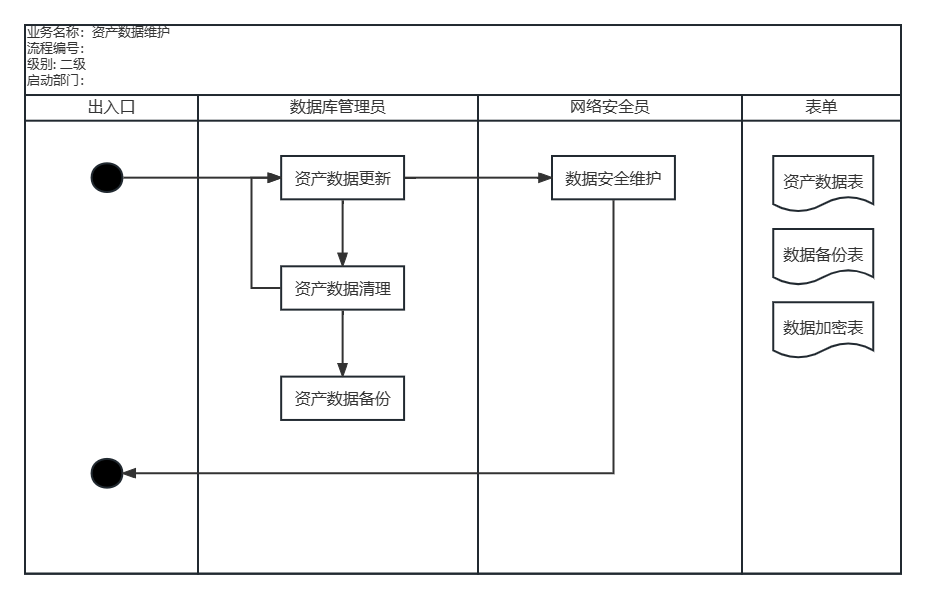 业务名称：资产数据维护
流程编号：
级别: 二级
启动部门：
出入口
数据库管理员
网络安全员
表单
资产数据更新
数据安全维护
资产数据表
数据备份表
资产数据清理
数据加密表
资产数据备份